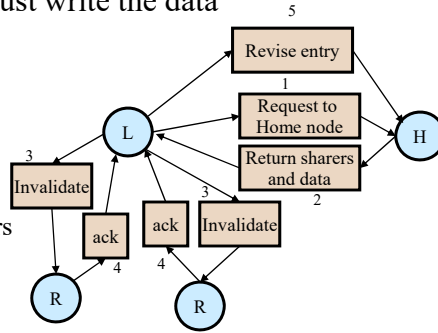 ust write the data
5
Revise entry
1
Request to
Home node
L
H
Return sharers
and data
2
3
Invalidate
3
Invalidate
rs
ack
ack
4
4
R
R